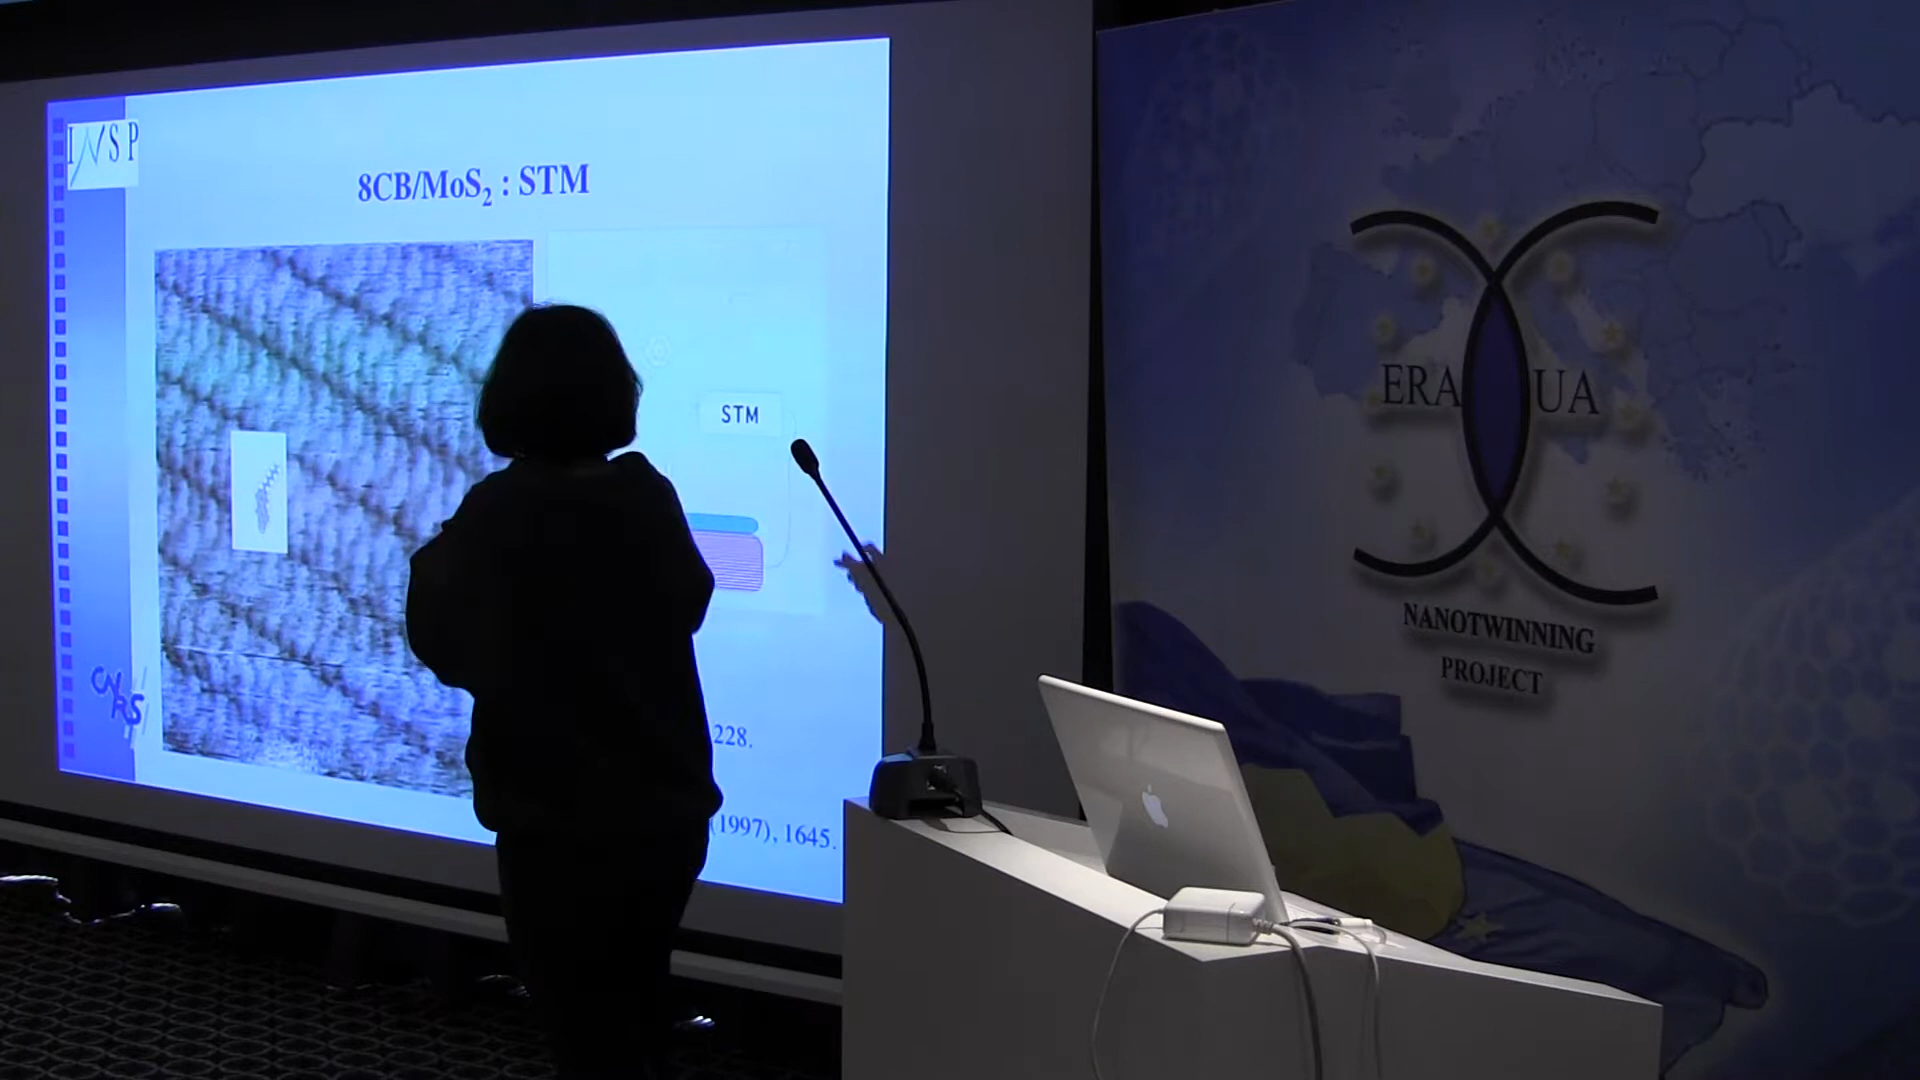 INSP
8CB/MoS₂ : STM
STM
CNRS
228.
(1997), 1645.
ERA UA
NANOTWINNING
PROJECT